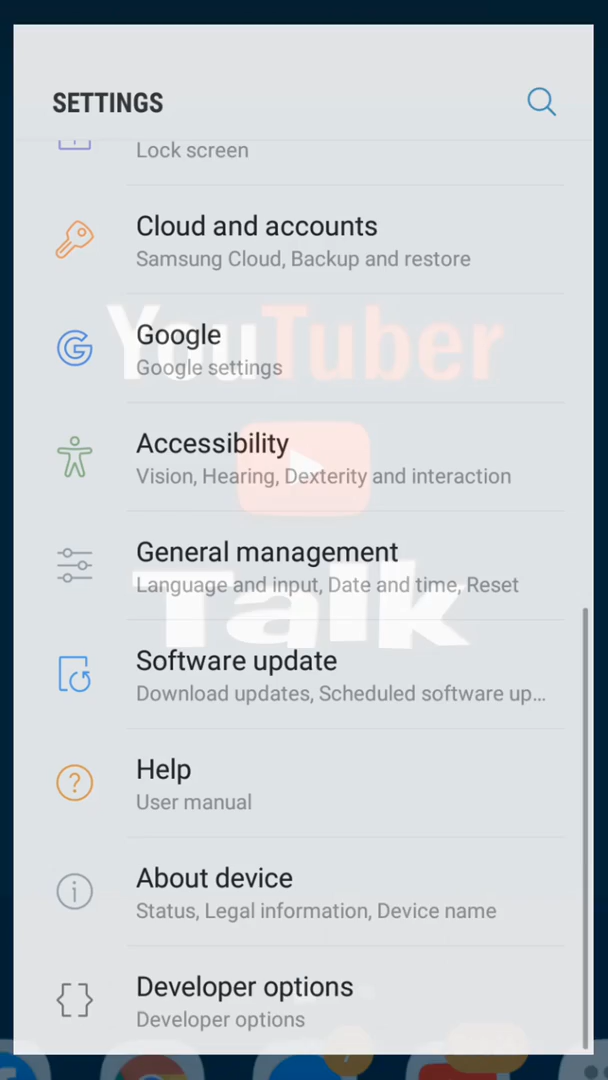 SETTINGS
Lock screen
Cloud and accounts
Samsung Cloud, Backup and restore
Google
Google settings
YouTuber
Accessibility
Vision, Hearing, Dexterity and interaction
General management
Language and input, Date and time, Reset
Talk
Software update
Download updates, Scheduled software up...
Help
User manual
About device
Status, Legal information, Device name
Developer options
Developer options